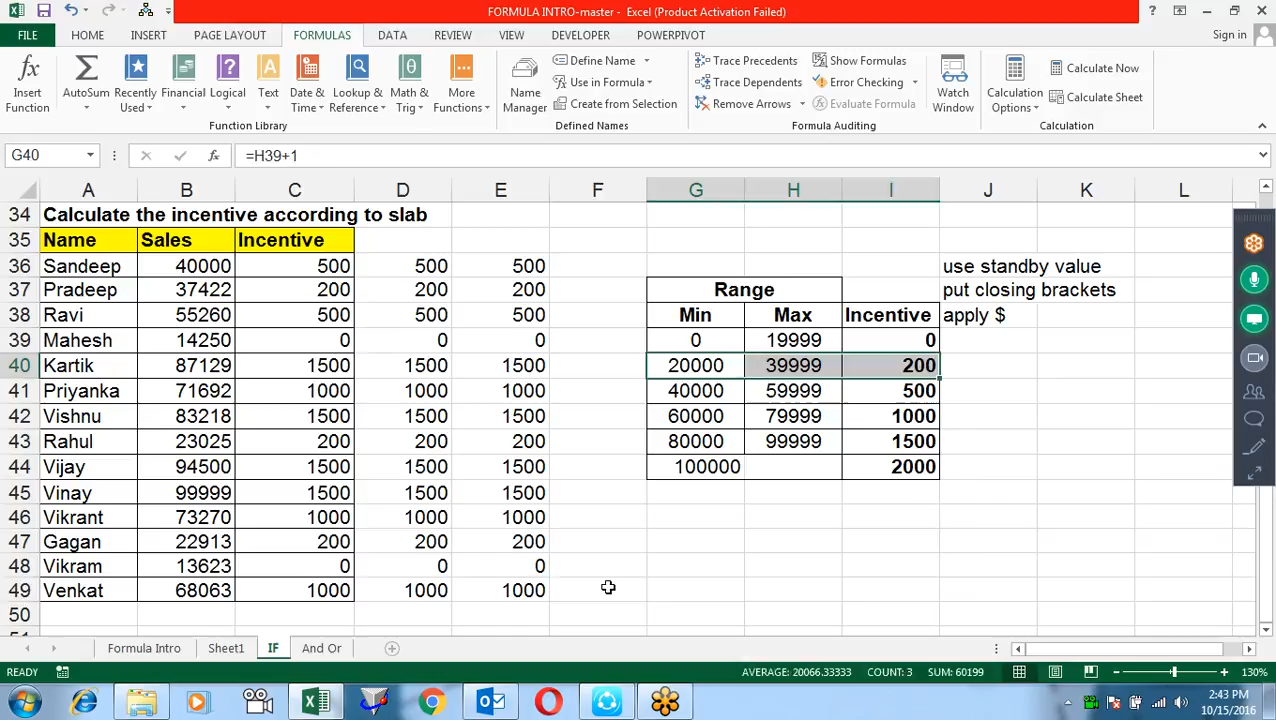 FORMULA INTRO-master - Excel (Product Activation Failed)
FILE HOME INSERT PAGE LAYOUT FORMULAS DATA REVIEW VIEW DEVELOPER POWERPIVOT Sign in
Insert Function
AutoSum
Recently Used
Financial
Logical
Text
Date & Time
Lookup & Reference
Math & Trig
More Functions
Function Library
Name Manager
Define Name
Use in Formula
Create from Selection
Defined Names
Trace Precedents
Trace Dependents
Remove Arrows
Show Formulas
Error Checking
Evaluate Formula
Formula Auditing
Watch Window
Calculation Options
Calculate Now
Calculate Sheet
Calculation
G40 fx =H39+1
A B C D E F G H I J K L
34 Calculate the incentive according to slab
35 Name Sales Incentive
36 Sandeep 40000 500 500 500 use standby value
37 Pradeep 37422 200 200 200 Range put closing brackets
38 Ravi 55260 500 500 500 Min Max Incentive apply $
39 Mahesh 14250 0 0 0 0 19999 0
40 Kartik 87129 1500 1500 1500 20000 39999 200
41 Priyanka 71692 1000 1000 1000 40000 59999 500
42 Vishnu 83218 1500 1500 1500 60000 79999 1000
43 Rahul 23025 200 200 200 80000 99999 1500
44 Vijay 94500 1500 1500 1500 100000 2000
45 Vinay 99999 1500 1500 1500
46 Vikrant 73270 1000 1000 1000
47 Gagan 22913 200 200 200
48 Vikram 13623 0 0 0
49 Venkat 68063 1000 1000 1000
50
Formula Intro Sheet1 IF And Or
READY AVERAGE: 20066.33333 COUNT: 3 SUM: 60199 130%
2:43 PM
10/15/2016